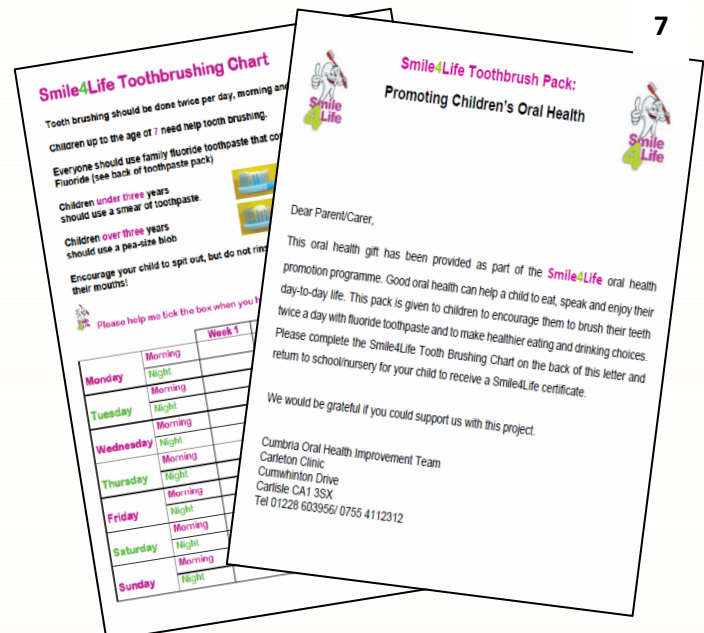 7
Smile4Life Toothbrushing Chart
Tooth brushing should be done twice per day, morning and
Children up to the age of 7 need help tooth brushing.
Everyone should use family fluoride toothpaste that
Fluoride (see back of toothpaste pack)
Children under three years
should use a smear of toothpaste.
Children over three years
should use a pea-size blob
Encourage your child to spit out, but do not
their mouths!
Please help me tick the box when you
Week 1
Monday
Morning
Night
Tuesday
Morning
Night
Wednesday
Morning
Night
Thursday
Morning
Night
Friday
Morning
Night
Saturday
Morning
Night
Sunday
Morning
Night
Smile4Life Toothbrush Pack:
Promoting Children's Oral Health
Smile
4Life
Smile
4Life
Dear Parent/Carer,
This oral health gift has been provided as part of the Smile4Life oral health
promotion programme. Good oral health can help a child to eat, speak and enjoy their
day-to-day life. This pack is given to children to encourage them to brush their teeth
twice a day with fluoride toothpaste and to make healthier eating and drinking choices.
Please complete the Smile4Life Tooth Brushing Chart on the back of this letter and
return to school/nursery for your child to receive a Smile4Life certificate.
We would be grateful if you could support us with this project.
Cumbria Oral Health Improvement Team
Carleton Clinic
Cumwhinton Drive
Carlisle CA1 3SX
Tel 01228 603956/ 0755 4112312